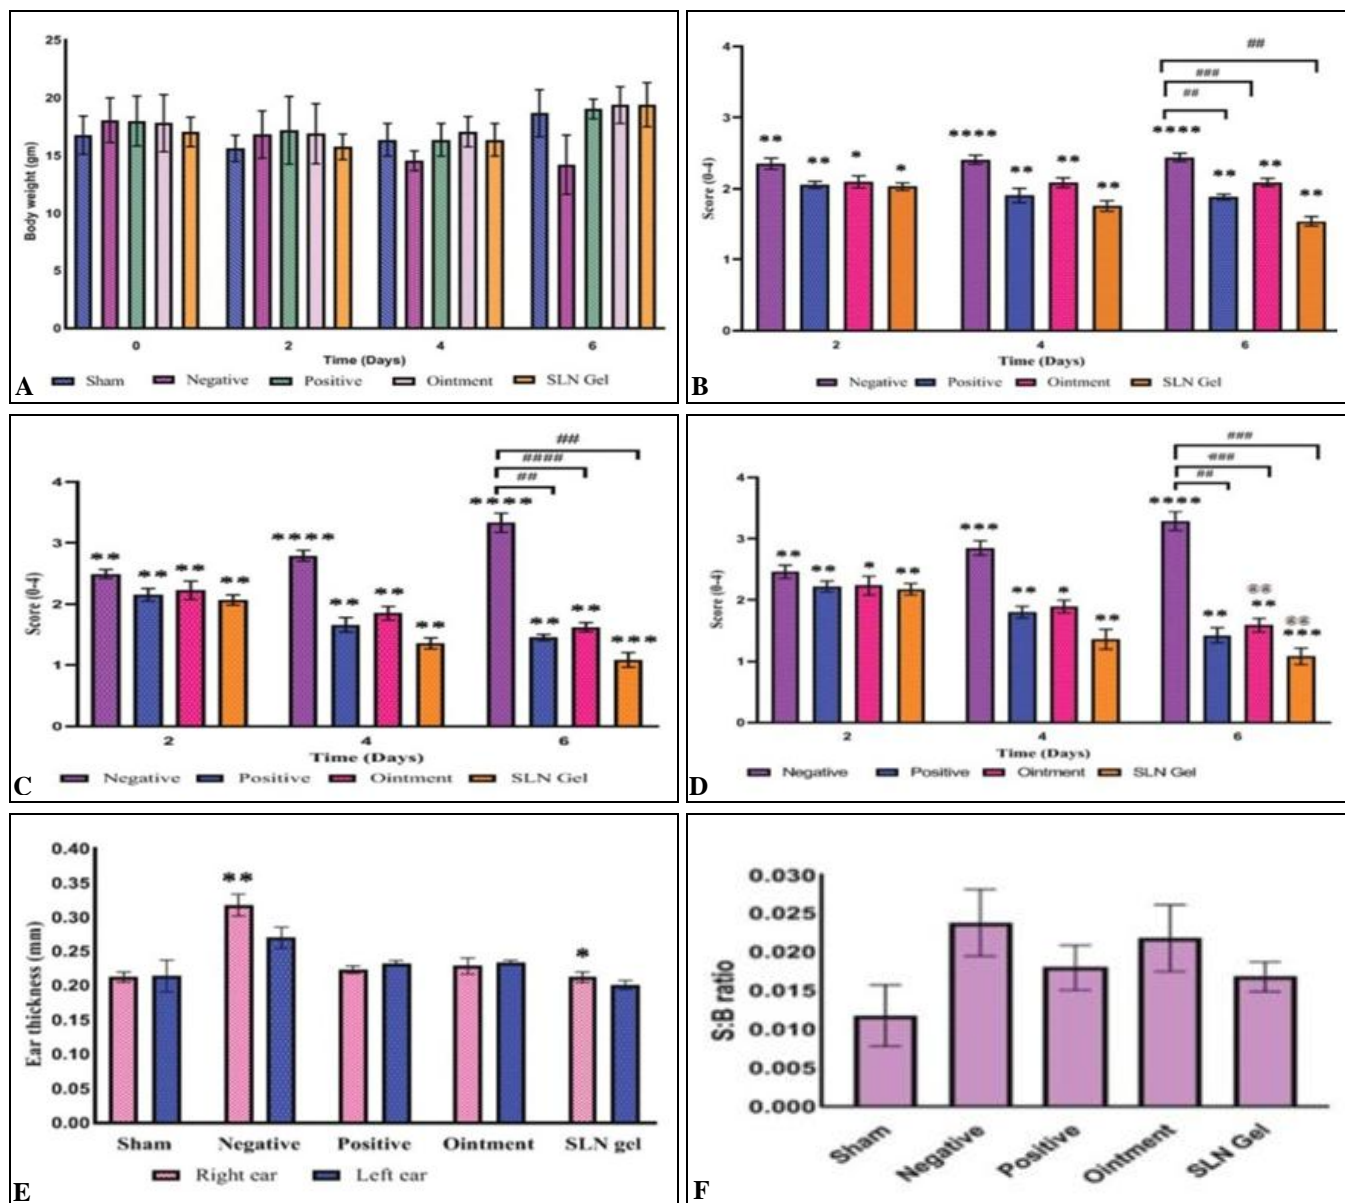 25
20
15
10
5
0
Body weight (gm)
0 2 4 6
Time (Days)
Sham Negative Positive Ointment SLN Gel
A
##
###
##
4
3
2
1
0
Score (0-4)
** ** * *
**** ** ** **
**** ** ** **
2 4 6
Time (Days)
Negative Positive Ointment SLN Gel
B
##
####
##
4
3
2
1
0
Score (0-4)
** ** ** **
**** ** ** **
**** ** ** ***
2 4 6
Time (Days)
Negative Positive Ointment SLN Gel
C
###
###
##
4
3
2
1
0
Score (0-4)
** ** * **
*** ** * **
@@ @@
**** ** ** ***
2 4 6
Time (Days)
Negative Positive Ointment SLN Gel
D
0.40
0.35
0.30
0.25
0.20
0.15
0.10
0.05
0.00
Ear thickness (mm)
** *
Sham Negative Positive Ointment SLN gel
Right ear Left ear
E
0.030
0.025
0.020
0.015
0.010
0.005
0.000
S:B ratio
Sham Negative Positive Ointment SLN Gel
F